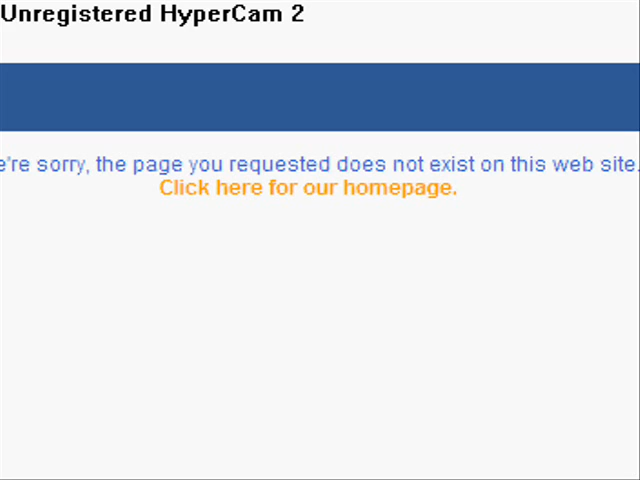 Unregistered HyperCam 2
e're sorry, the page you requested does not exist on this web site.
Click here for our homepage.